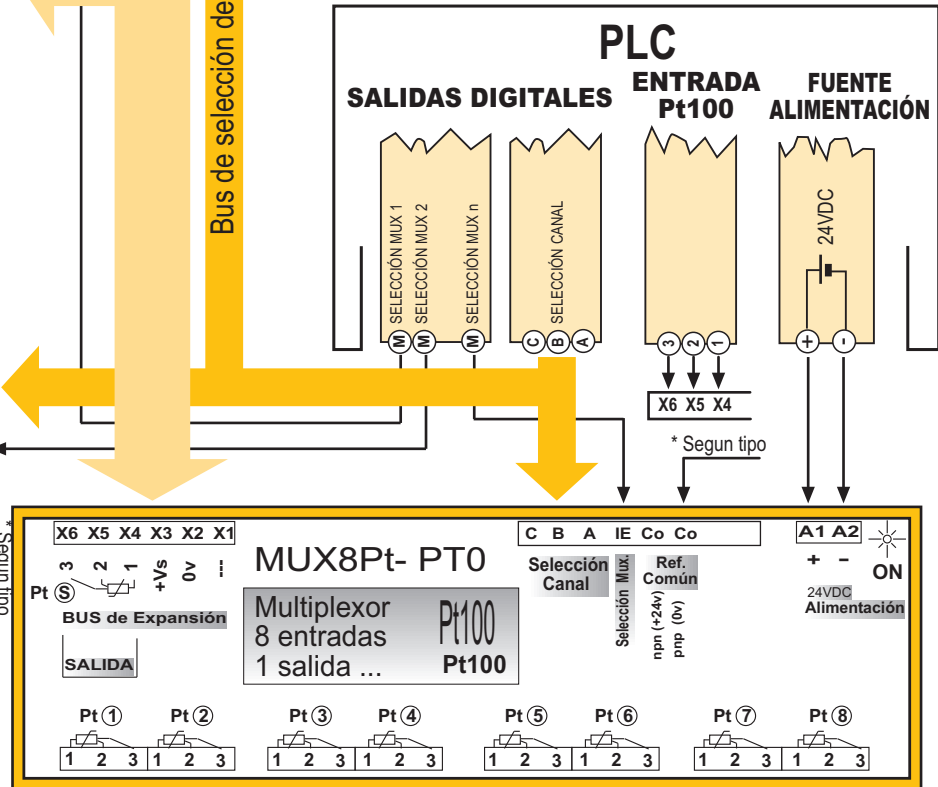 Bus de selección de
PLC
SALIDAS DIGITALES
ENTRADA
Pt100
FUENTE
ALIMENTACIÓN
SELECCIÓN MUX 1
SELECCIÓN MUX 2
SELECCIÓN MUX n
SELECCIÓN CANAL
24VDC
M M M C B A 3 2 1 + -
X6 X5 X4
* Segun tipo
* Segun tipo
X6 X5 X4 X3 X2 X1
3 2 1 +Vs 0v ---
Pt S
BUS de Expansión
SALIDA
MUX8Pt- PT0
Multiplexor
8 entradas
1 salida ...
Pt100
Pt100
C B A IE Co Co
Selección
Canal
Selección Mux.
Ref.
Común
npn (+24v)
pnp (0v)
A1 A2
+ -
ON
24VDC
Alimentación
Pt 1 Pt 2 Pt 3 Pt 4 Pt 5 Pt 6 Pt 7 Pt 8
1 2 3 1 2 3 1 2 3 1 2 3 1 2 3 1 2 3 1 2 3 1 2 3